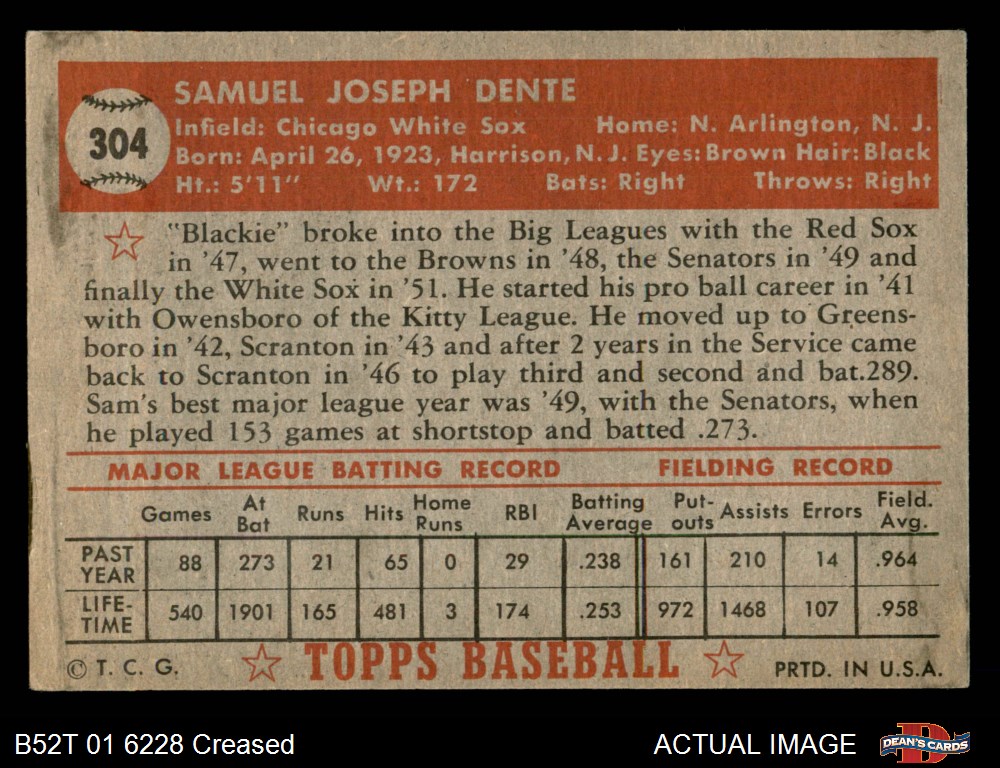 304
SAMUEL JOSEPH DENTE
Infield: Chicago White Sox Home: N. Arlington, N. J.
Born: April 26, 1923, Harrison, N. J. Eyes: Brown Hair: Black
Ht.: 5'11" Wt.: 172 Bats: Right Throws: Right
"Blackie" broke into the Big Leagues with the Red Sox
in '47, went to the Browns in '48, the Senators in '49 and
finally the White Sox in '51. He started his pro ball career in '41
with Owensboro of the Kitty League. He moved up to Greens-
boro in '42, Scranton in '43 and after 2 years in the Service came
back to Scranton in '46 to play third and second and bat.289.
Sam's best major league year was '49, with the Senators, when
he played 153 games at shortstop and batted .273.
MAJOR LEAGUE BATTING RECORD FIELDING RECORD
Games At Bat Runs Hits Home Runs RBI Batting Average Put-outs Assists Errors Field. Avg.
PAST YEAR 88 273 21 65 0 29 .238 161 210 14 .964
LIFE-TIME 540 1901 165 481 3 174 .253 972 1468 107 .958
© T. C. G. TOPPS BASEBALL PRTD. IN U.S.A.
B52T 01 6228 Creased ACTUAL IMAGE DEAN'S CARDS